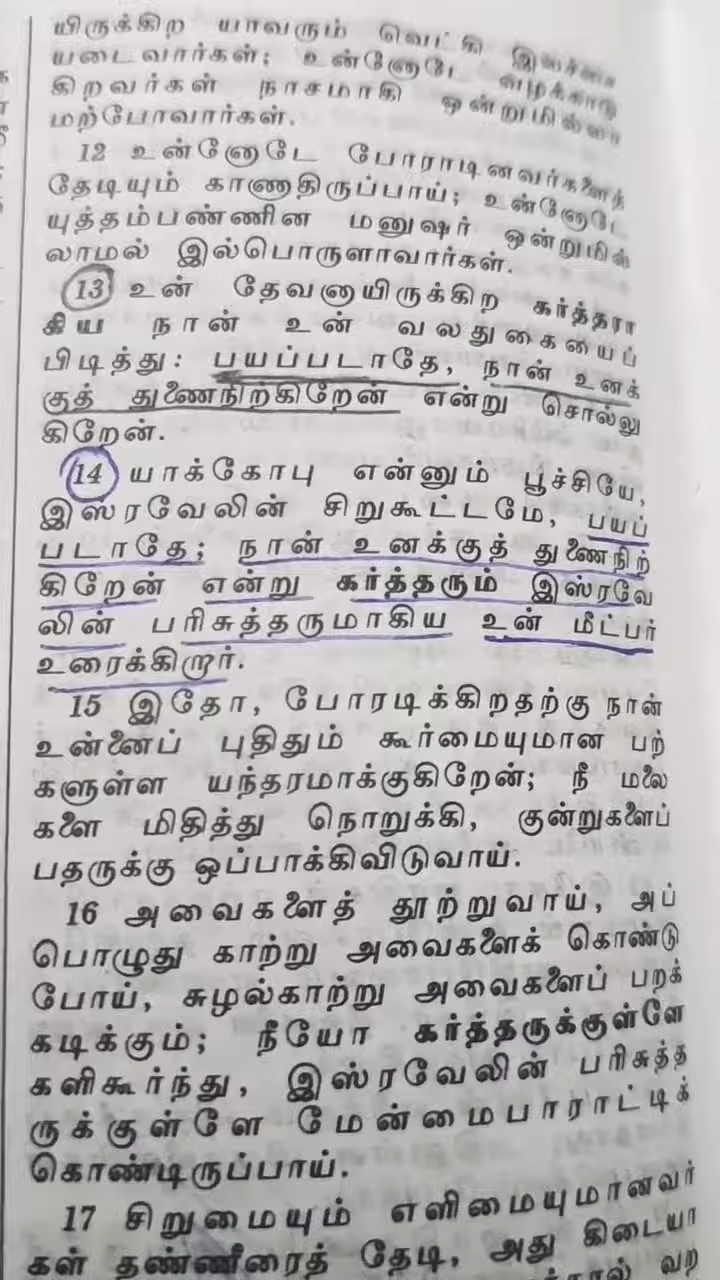 யிருக்கிற யாவரும் வெட்கி இலச்சை
யடைவார்கள்; உன்னோடே வழக்காடு
கிறவர்கள் நாசமாகி ஒன்றுமில்லா
மற்போவார்கள்.
12 உன்னோடே போராடினவர்களைத்
தேடியும் காணாதிருப்பாய்; உன்னோடே
யுத்தம்பண்ணின மனுஷர் ஒன்றுமில்
லாமல் இல்பொருளாவார்கள்.
13 உன் தேவனாயிருக்கிற கர்த்தரா
கிய நான் உன் வலதுகையைப்
பிடித்து: பயப்படாதே, நான் உனக்
குத் துணைநிற்கிறேன் என்று சொல்லு
கிறேன்.
14 யாக்கோபு என்னும் பூச்சியே,
இஸ்ரவேலின் சிறுகூட்டமே, பயப்
படாதே; நான் உனக்குத் துணைநிற்
கிறேன் என்று கர்த்தரும் இஸ்ரவே
லின் பரிசுத்தருமாகிய உன் மீட்பர்
உரைக்கிறார்.
15 இதோ, போரடிக்கிறதற்கு நான்
உன்னைப் புதிதும் கூர்மையுமான பற்
களுள்ள யந்தரமாக்குகிறேன்; நீ மலை
களை மிதித்து நொறுக்கி, குன்றுகளைப்
பதருக்கு ஒப்பாக்கிவிடுவாய்.
16 அவைகளைத் தூற்றுவாய், அப்
பொழுது காற்று அவைகளைக் கொண்டு
போய், சுழல்காற்று அவைகளைப் பறக்
கடிக்கும்; நீயோ கர்த்தருக்குள்ளே
களிகூர்ந்து, இஸ்ரவேலின் பரிசுத்த
ருக்குள்ளே மேன்மைபாராட்டிக்
கொண்டிருப்பாய்.
17 சிறுமையும் எளிமையுமானவர்
கள் தண்ணீரைத் தேடி, அது கிடையா